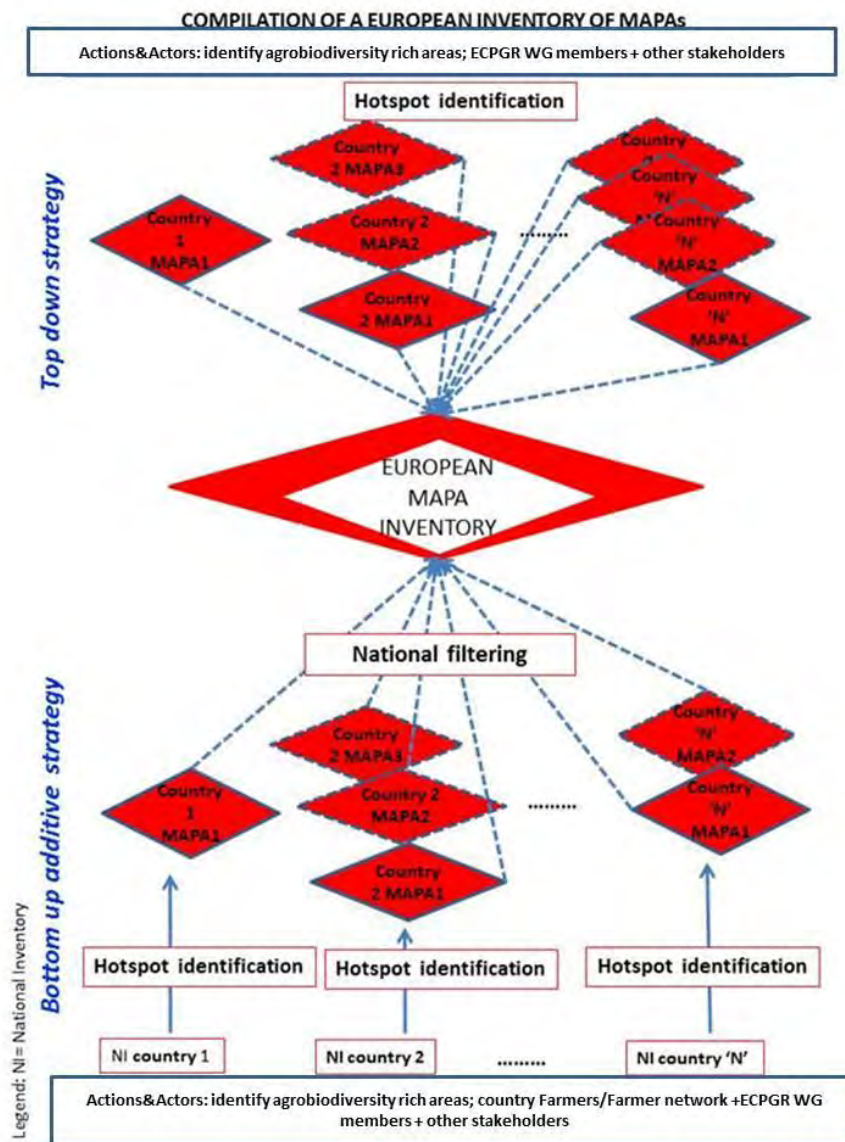 COMPILATION OF A EUROPEAN INVENTORY OF MAPAs
Actions&Actors: identify agrobiodiversity rich areas; ECPGR WG members + other stakeholders
Hotspot identification
Top down strategy
Country
1
MAPA1
Country
2 MAPA3
Country 2
MAPA2
Country
2 MAPA1
.........
Country
Country
'N'
Country
'N'
MAPA2
Country
'N'
MAPA1
EUROPEAN
MAPA
INVENTORY
National filtering
Bottom up additive strategy
Country
1
MAPA1
Country
2 MAPA3
Country 2
MAPA2
Country
2 MAPA1
.........
Country
'N'
MAPA2
Country
'N'
MAPA1
Hotspot identification
Hotspot identification
Hotspot identification
NI country 1
NI country 2
.........
NI country 'N'
Legend: NI= National Inventory
Actions&Actors: identify agrobiodiversity rich areas; country Farmers/Farmer network +ECPGR WG
members + other stakeholders